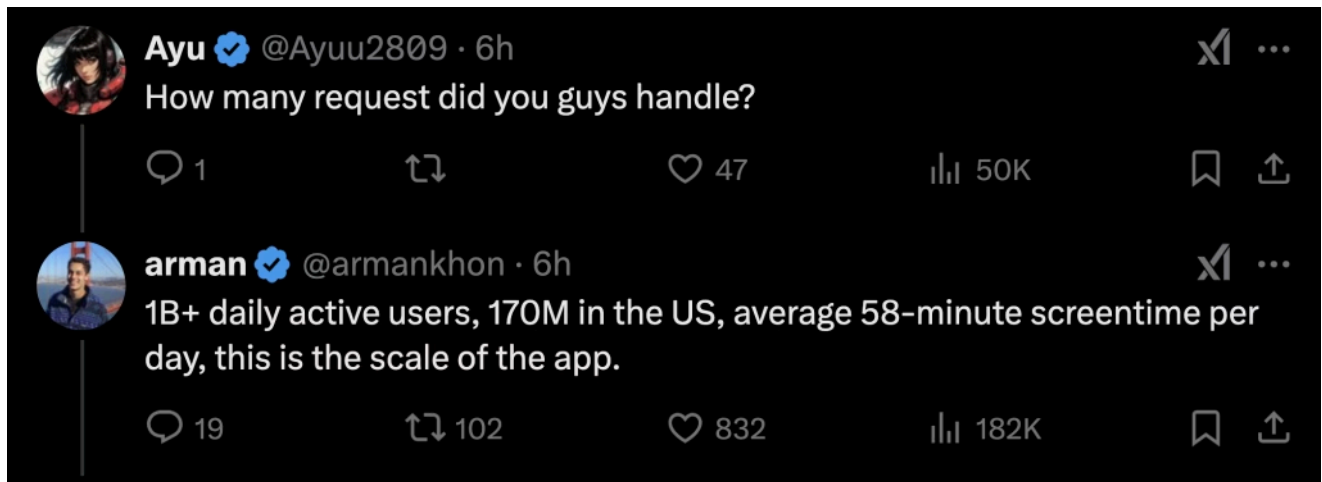 Ayu @Ayuu2809 · 6h
How many request did you guys handle?
1 47 50K
arman @armankhon · 6h
1B+ daily active users, 170M in the US, average 58-minute screentime per
day, this is the scale of the app.
19 102 832 182K